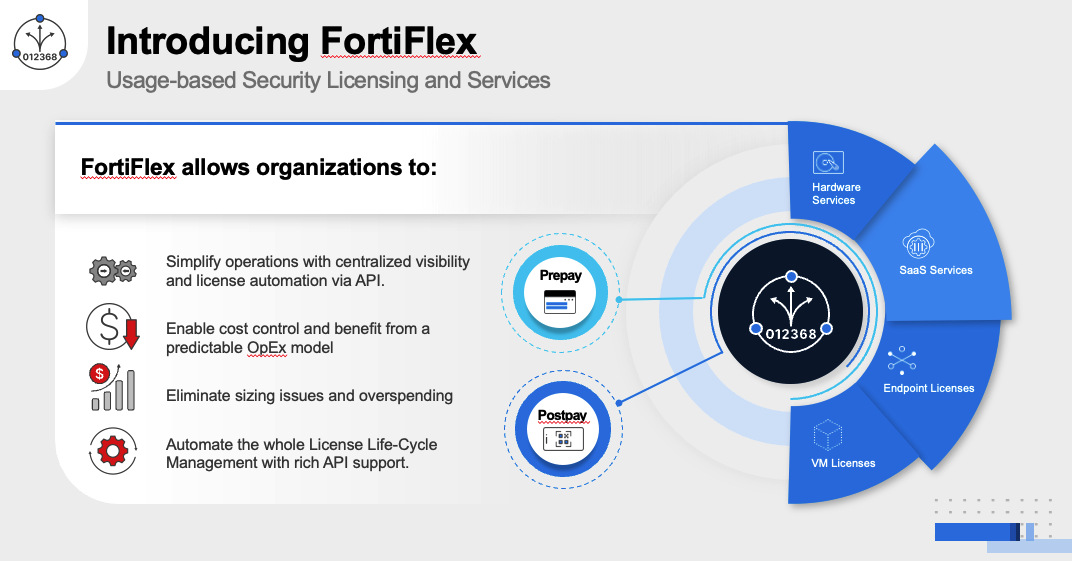 012368
Introducing FortiFlex
Usage-based Security Licensing and Services
FortiFlex allows organizations to:
Simplify operations with centralized visibility
and license automation via API.
Enable cost control and benefit from a
predictable OpEx model
Eliminate sizing issues and overspending
Automate the whole License Life-Cycle
Management with rich API support.
$
$
Prepay
Postpay
Hardware
Services
SaaS Services
Endpoint Licenses
VM Licenses
012368